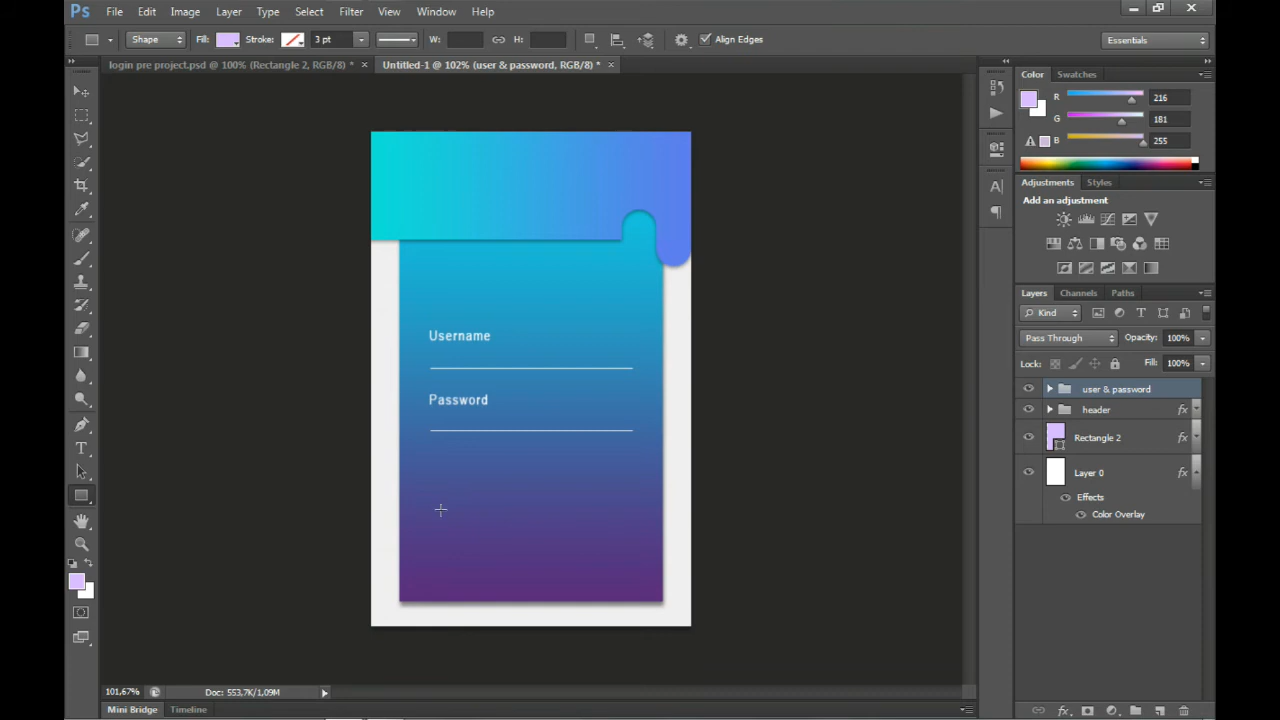 Ps File Edit Image Layer Type Select Filter View Window Help
Shape Fill: Stroke: 3 pt W: H: Align Edges Essentials
login pre project.psd @ 100% (Rectangle 2, RGB/8) * × Untitled-1 @ 102% (user & password, RGB/8) * ×
Color Swatches
R 216
G 181
B 255
Adjustments Styles
Add an adjustment
Layers Channels Paths
Kind
Pass Through Opacity: 100%
Lock: Fill: 100%
user & password
header fx
Rectangle 2 fx
Layer 0 fx
Effects
Color Overlay
Username
Password
101,67% Doc: 553,7K/1,09M
Mini Bridge Timeline